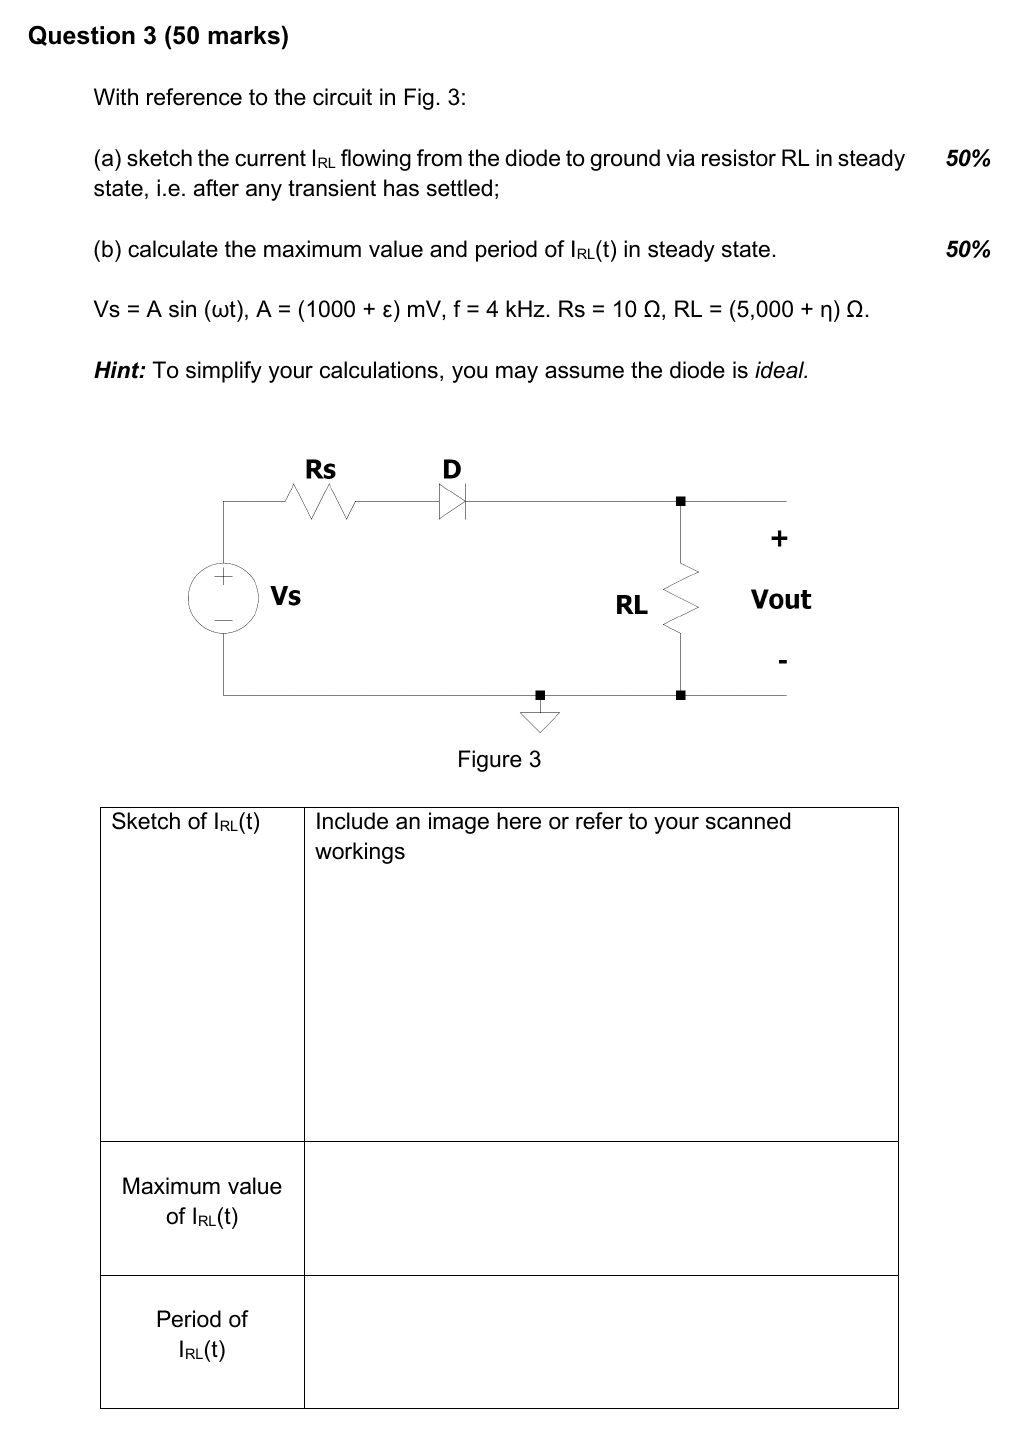 Question 3 (50 marks)
With reference to the circuit in Fig. 3:
(a) sketch the current IRL flowing from the diode to ground via resistor RL in steady 50%
state, i.e. after any transient has settled;
(b) calculate the maximum value and period of IRL(t) in steady state. 50%
Vs = A sin (ωt), A = (1000 + ε) mV, f = 4 kHz. Rs = 10 Ω, RL = (5,000 + η) Ω.
Hint: To simplify your calculations, you may assume the diode is ideal.
Rs D
+
Vs
RL
Vout
-
Figure 3
Sketch of IRL(t)
Include an image here or refer to your scanned
workings
Maximum value
of IRL(t)
Period of
IRL(t)